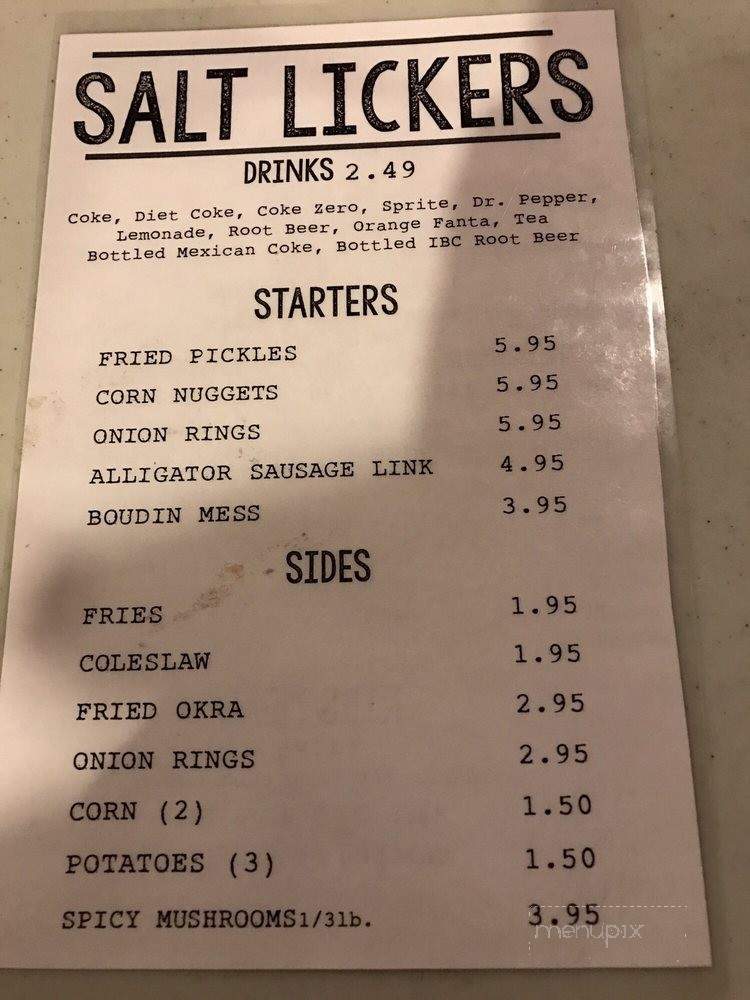 SALT LICKERS
DRINKS 2.49
Coke, Diet Coke, Coke Zero, Sprite, Dr. Pepper,
Lemonade, Root Beer, Orange Fanta, Tea
Bottled Mexican Coke, Bottled IBC Root Beer
STARTERS
FRIED PICKLES 5.95
CORN NUGGETS 5.95
ONION RINGS 5.95
ALLIGATOR SAUSAGE LINK 4.95
BOUDIN MESS 3.95
SIDES
FRIES 1.95
COLESLAW 1.95
FRIED OKRA 2.95
ONION RINGS 2.95
CORN (2) 1.50
POTATOES (3) 1.50
SPICY MUSHROOMS1/3lb. 3.95
menupix